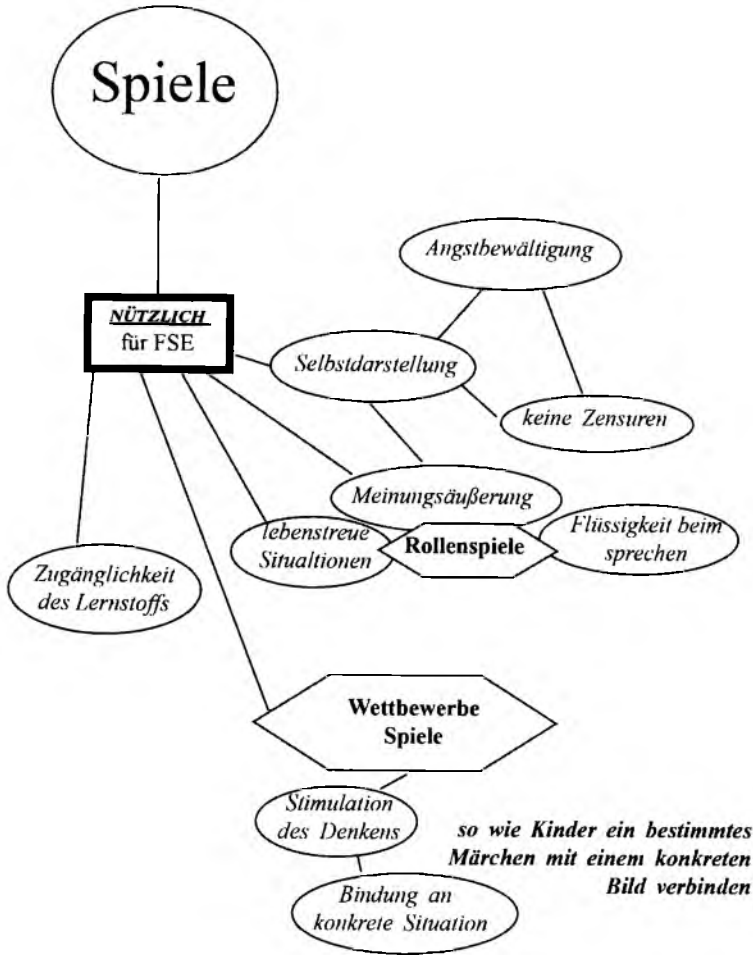 Spiele
NÜTZLICH
für FSE
Angstbewältigung
Selbstdarstellung
keine Zensuren
Meinungsäußerung
lebenstreue
Situaltionen
Rollenspiele
Flüssigkeit beim
sprechen
Zugänglichkeit
des Lernstoffs
Wettbewerbe
Spiele
Stimulation
des Denkens
so wie Kinder ein bestimmtes
Märchen mit einem konkreten
Bild verbinden
Bindung an
konkrete Situation